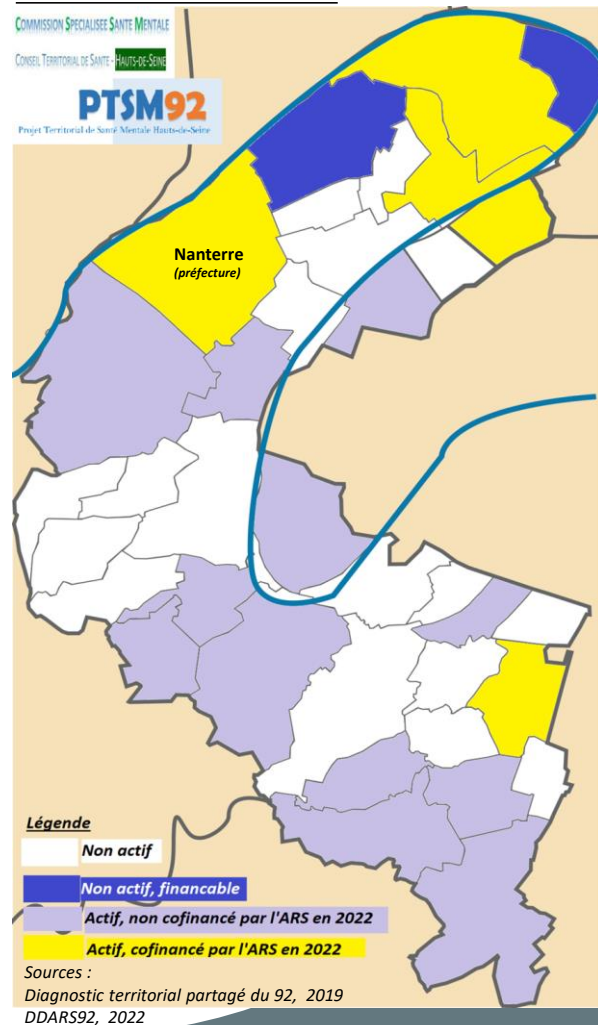 COMMISSION SPECIALISEE SANTE MENTALE
CONSEIL TERRITORIAL DE SANTE - HAUTS-DE-SEINE
PTSM92
Projet Territorial de Santé Mentale Hauts-de-Seine
Nanterre
(préfecture)
Légende
Non actif
Non actif, finançable
Actif, non cofinancé par l'ARS en 2022
Actif, cofinancé par l'ARS en 2022
Sources :
Diagnostic territorial partagé du 92, 2019
DDARS92, 2022